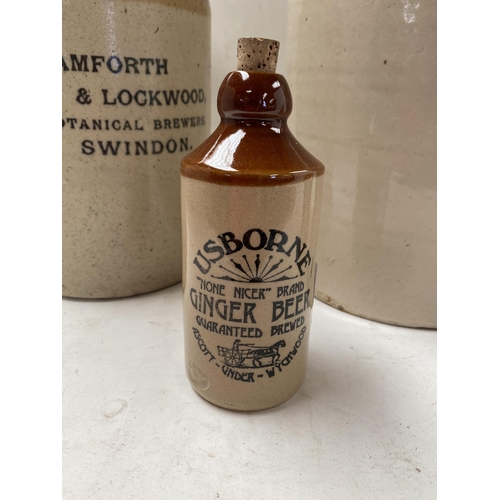 AMFORTH
& LOCKWOOD,
OTANICAL BREWERS
SWINDON.
USBORNE
"NONE NICER" BRAND
GINGER BEER
GUARANTEED BREWED
ASCOTT - UNDER - WYCHWOOD